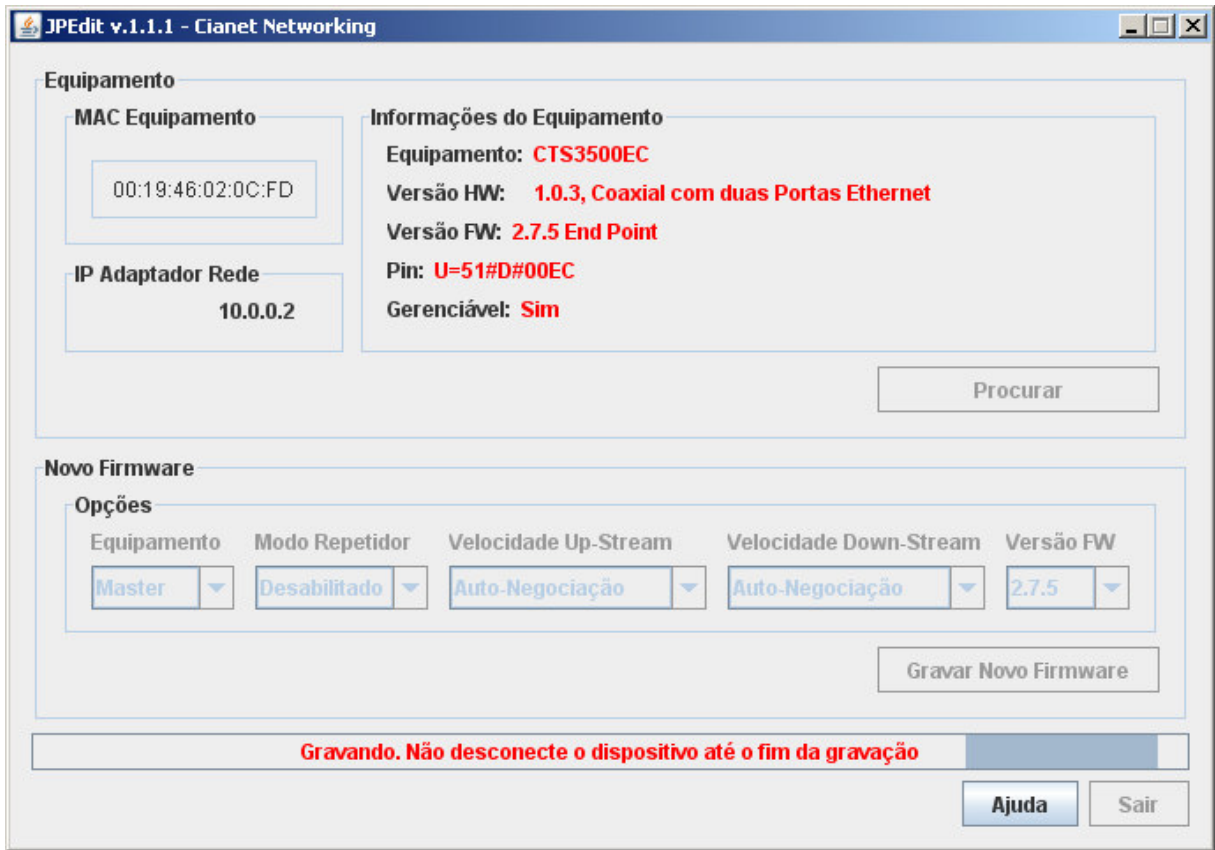 JPEdit v.1.1.1 - Cianet Networking
Equipamento
MAC Equipamento
00:19:46:02:0C:FD
IP Adaptador Rede
10.0.0.2
Informações do Equipamento
Equipamento: CTS3500EC
Versão HW: 1.0.3, Coaxial com duas Portas Ethernet
Versão FW: 2.7.5 End Point
Pin: U=51#D#00EC
Gerenciável: Sim
Procurar
Novo Firmware
Opções
Equipamento Modo Repetidor Velocidade Up-Stream Velocidade Down-Stream Versão FW
Master Desabilitado Auto-Negociação Auto-Negociação 2.7.5
Gravar Novo Firmware
Gravando. Não desconecte o dispositivo até o fim da gravação
Ajuda Sair